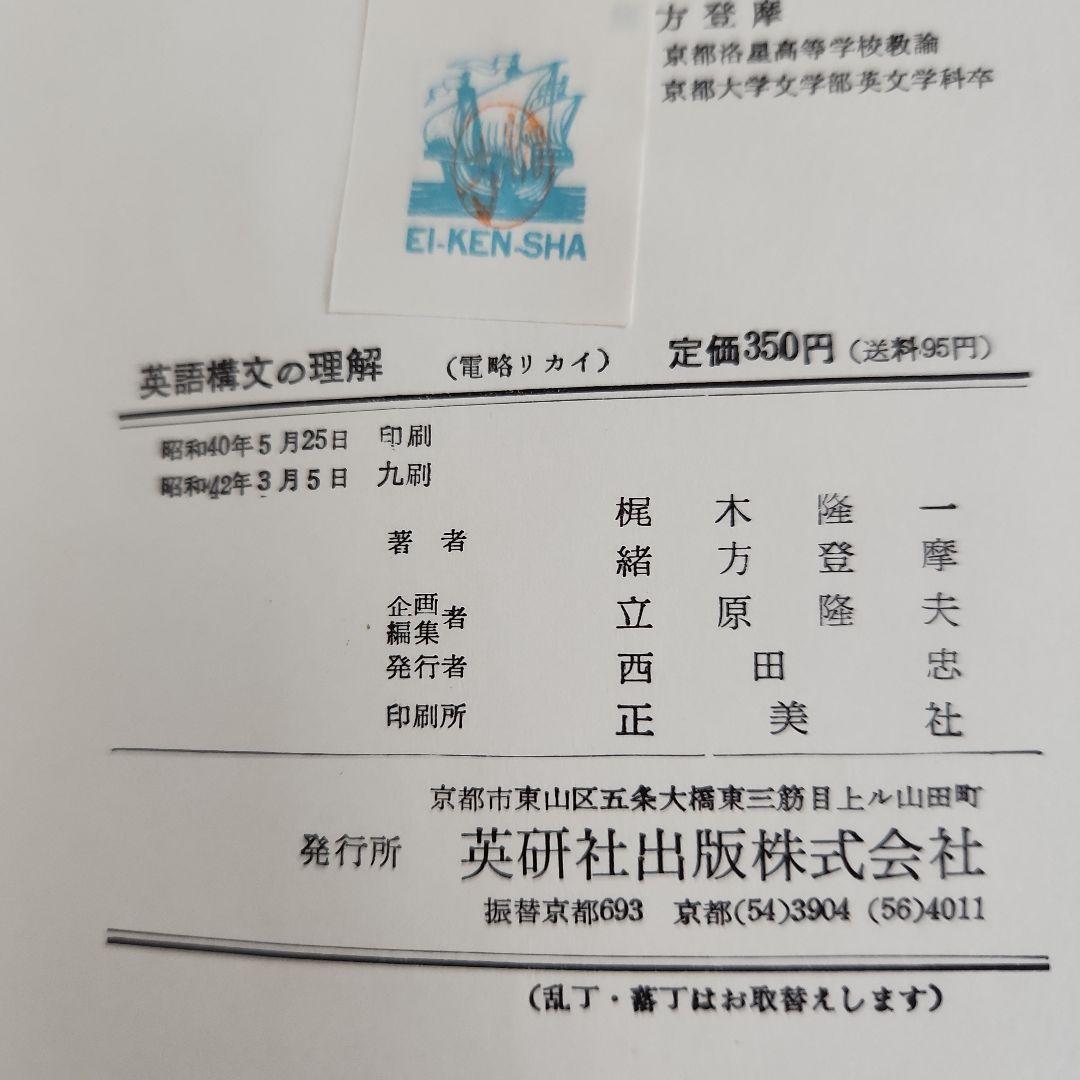 方登摩
京都洛星高等学校教諭
京都大学文学部英文学科卒
EI-KEN-SHA
英語構文の理解 (電略リカイ) 定価350円 (送料95円)
昭和40年5月25日 印刷
昭和42年3月5日 九刷
著者 梶木隆一
緒方登摩
企画編集者 立原隆夫
発行者 西田忠
印刷所 正美社
京都市東山区五条大橋東三筋目上ル山田町
発行所 英研社出版株式会社
振替京都693 京都(54)3904 (56)4011
(乱丁・落丁はお取替えします)